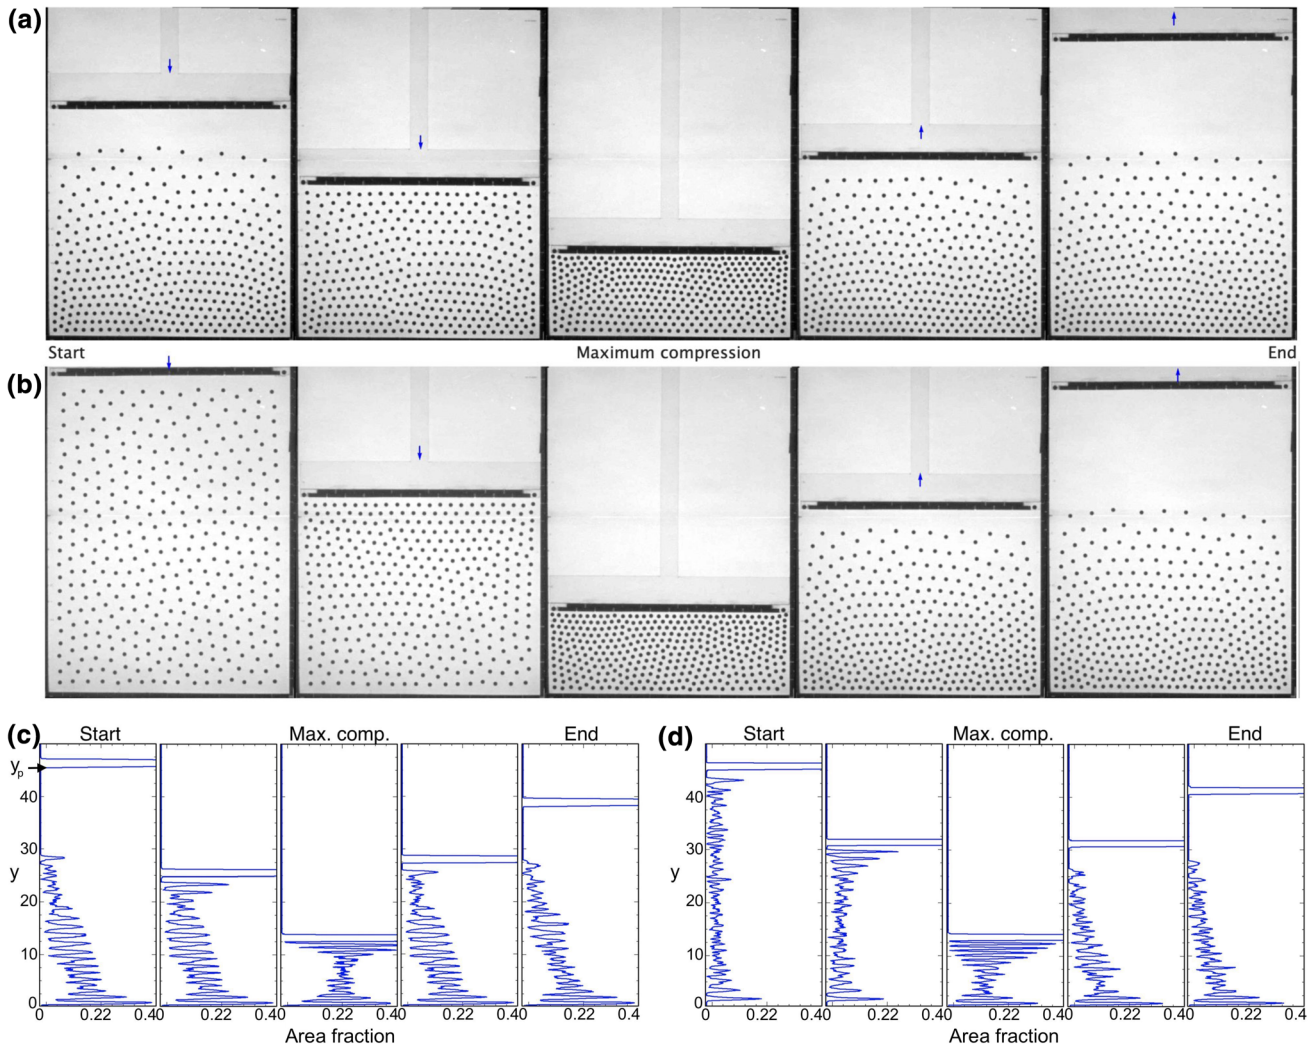 (a)
Start Maximum compression End
(b)
(c) Start Max. comp. End
(d) Start Max. comp. End
yp
40 40
30 30
y y
20 20
10 10
0 0
0 0.22 0.40 0.22 0.40 0.22 0.40 0.22 0.40 0.22 0.4
0 0.22 0.40 0.22 0.40 0.22 0.40 0.22 0.40 0.22 0.4
Area fraction Area fraction